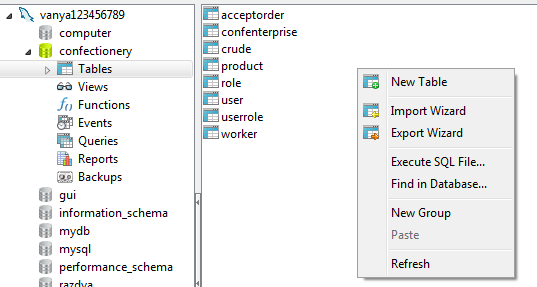 vanya123456789
computer
confectionery
Tables
Views
Functions
Events
Queries
Reports
Backups
gui
information_schema
mydb
mysql
performance_schema
razdva
acceptorder
confenterprise
crude
product
role
user
userrole
worker
New Table
Import Wizard
Export Wizard
Execute SQL File...
Find in Database...
New Group
Paste
Refresh